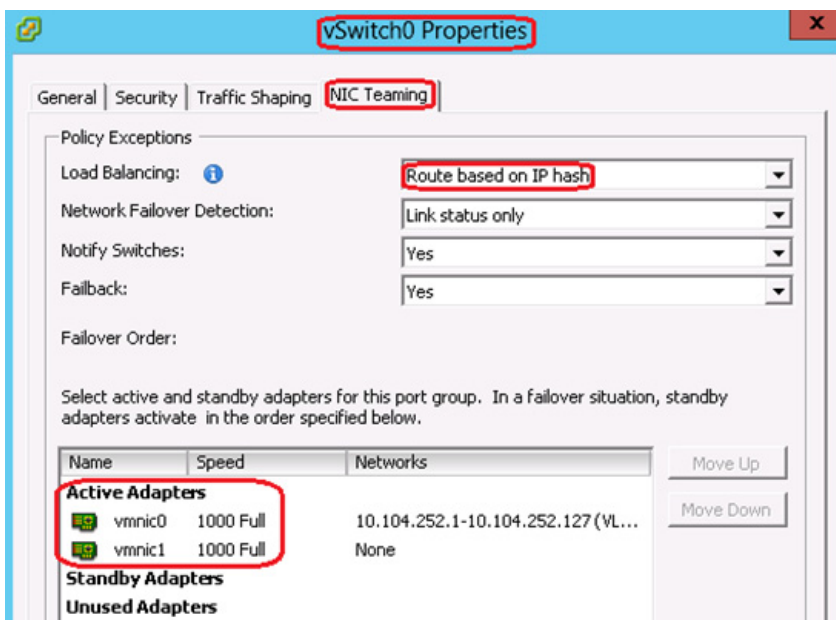 vSwitch0 Properties
x
General Security Traffic Shaping NIC Teaming
Policy Exceptions
Load Balancing: i Route based on IP hash
Network Failover Detection: Link status only
Notify Switches: Yes
Failback: Yes
Failover Order:
Select active and standby adapters for this port group. In a failover situation, standby
adapters activate in the order specified below.
Name Speed Networks Move Up
Active Adapters
vmnic0 1000 Full 10.104.252.1-10.104.252.127 (VL... Move Down
vmnic1 1000 Full None
Standby Adapters
Unused Adapters